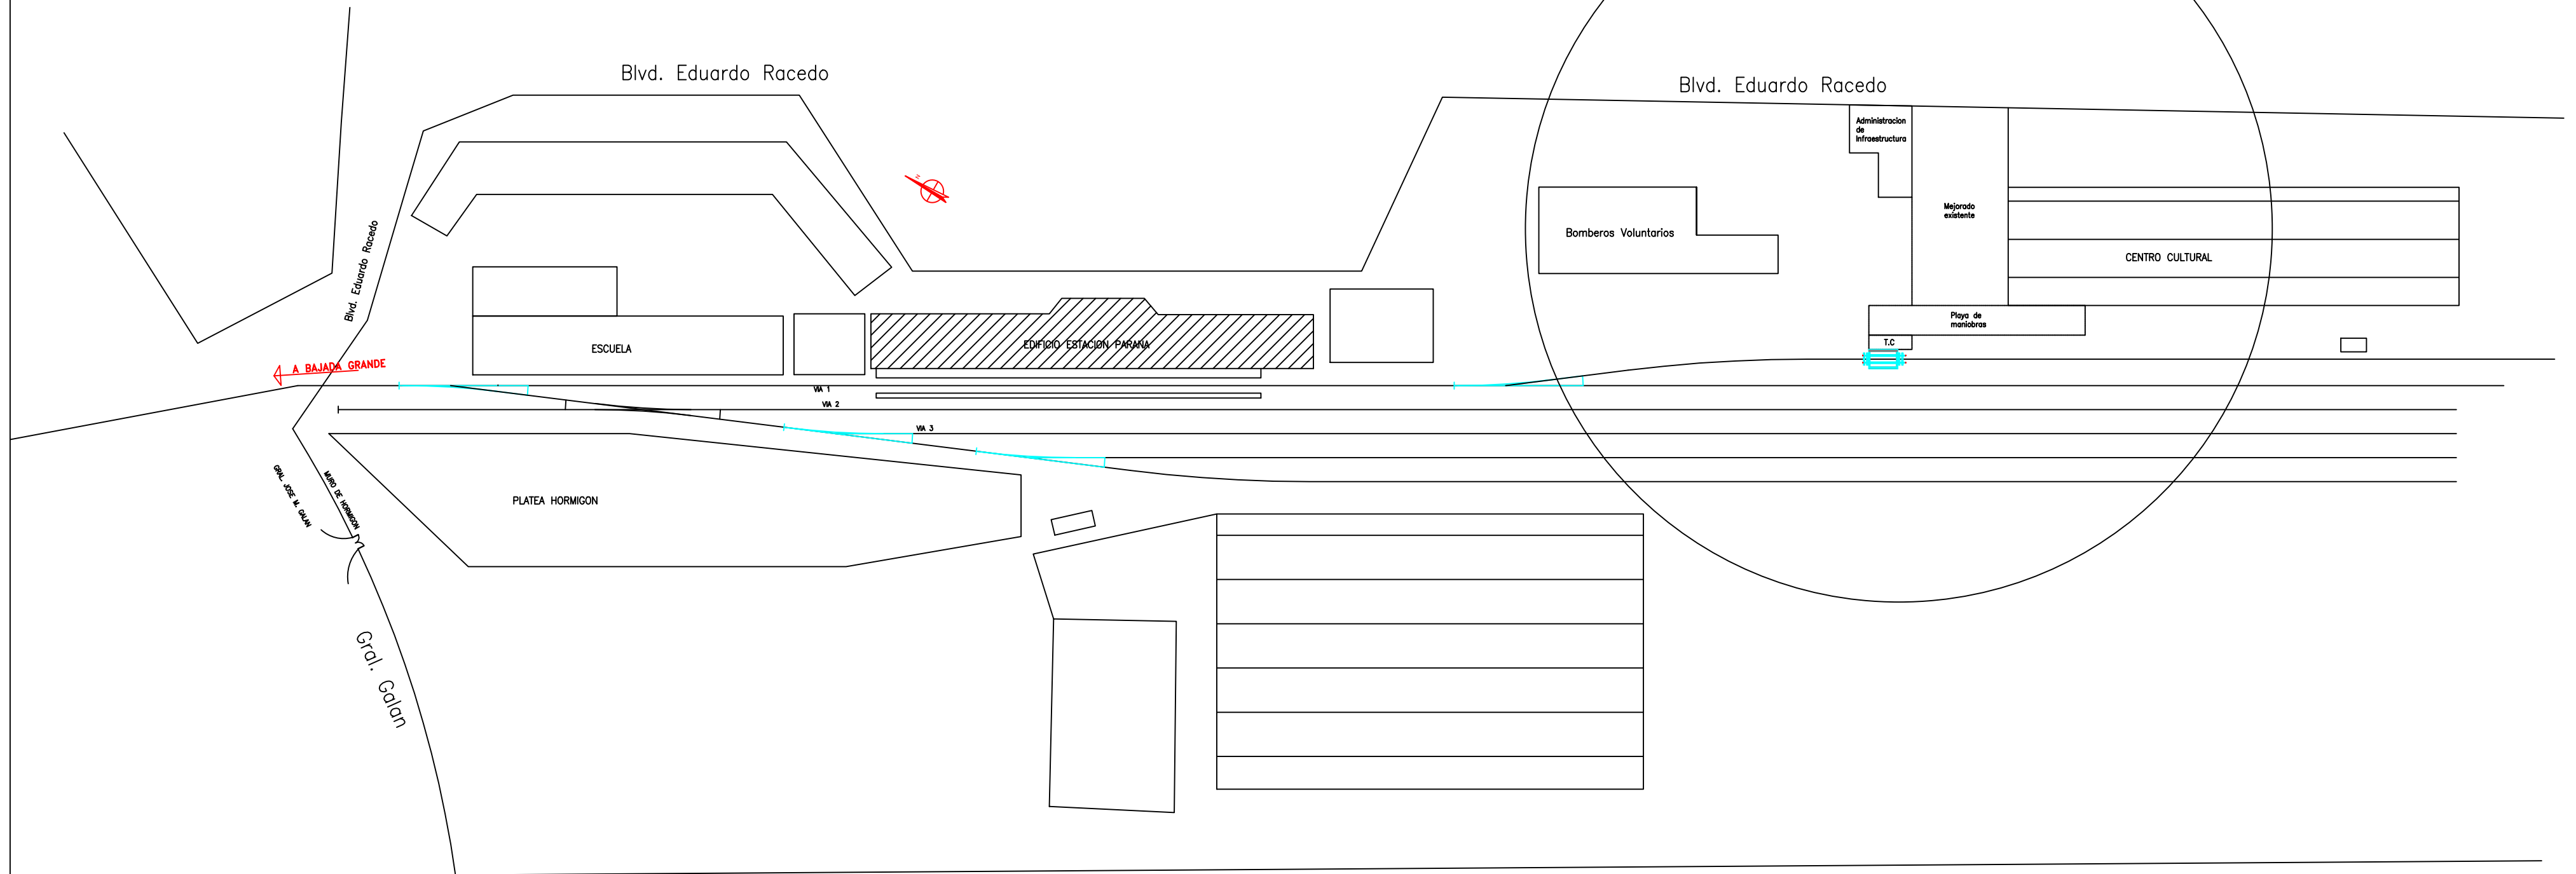 Blvd. Eduardo Racedo
Blvd. Eduardo Racedo
Administracion
de
Infraestructura
N
Mejorado
existente
Bomberos Voluntarios
CENTRO CULTURAL
Blvd. Eduardo Racedo
Playa de
maniobras
T.C
EDIFICIO ESTACION PARANA
ESCUELA
A BAJADA GRANDE
VIA 1
VIA 2
VIA 3
GRAL. JOSE M. GALAN
MURO DE HORMIGON
PLATEA HORMIGON
Gral. Galan